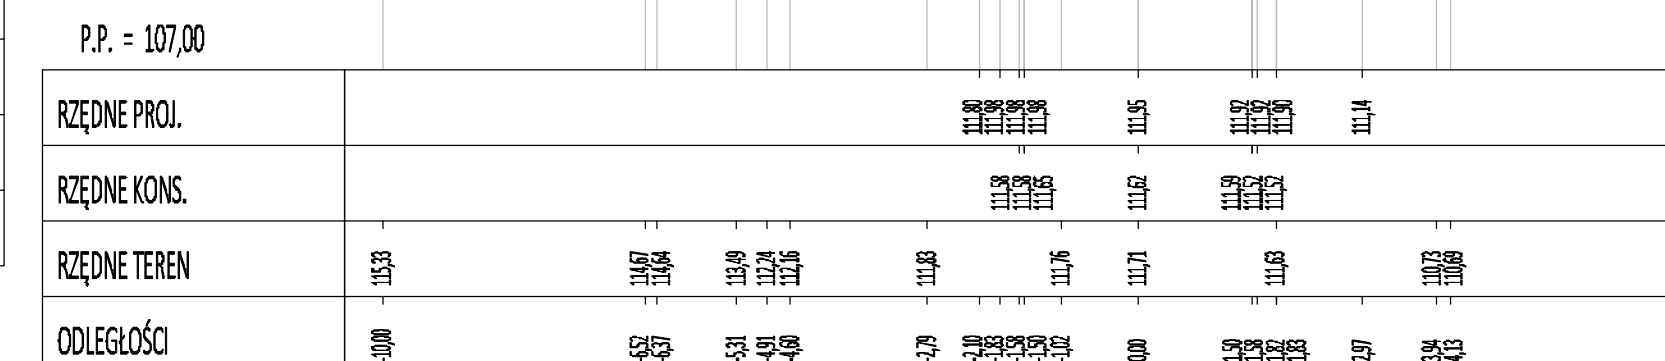 P.P. = 107,00
RZĘDNE PROJ. 111,80 111,98 111,98 111,98 111,95 111,92 111,92 111,90 111,14
RZĘDNE KONS. 111,58 111,58 111,65 111,62 111,59 111,52 111,52
RZĘDNE TEREN 115,33 114,67 114,64 113,49 112,24 112,16 111,83 111,76 111,71 111,63 110,73 110,69
ODLEGŁOŚCI -10,00 -6,52 -6,37 -5,31 -4,91 -4,60 -2,79 -2,10 -1,83 -1,58 -1,50 -1,02 0,00 1,50 1,58 1,82 1,83 2,97 3,94 4,13